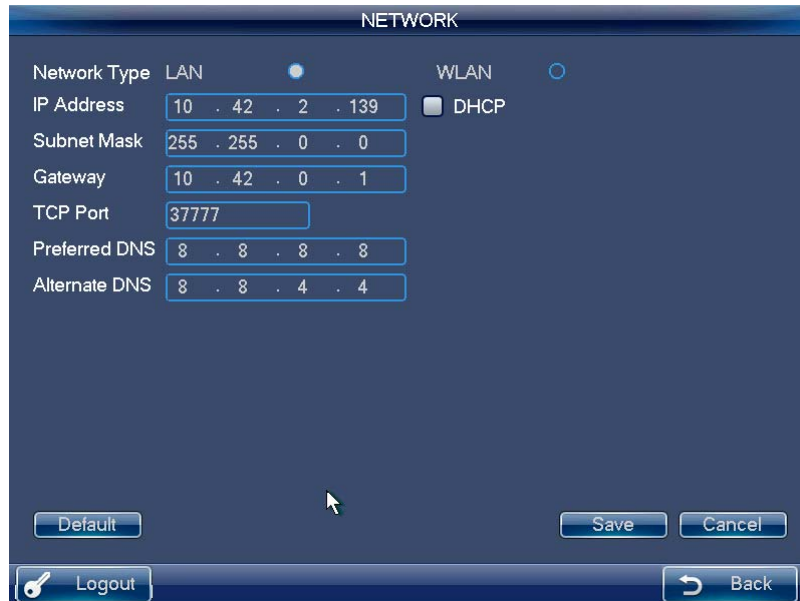 NETWORK
Network Type LAN WLAN
IP Address 10 . 42 . 2 . 139 DHCP
Subnet Mask 255 . 255 . 0 . 0
Gateway 10 . 42 . 0 . 1
TCP Port 37777
Preferred DNS 8 . 8 . 8 . 8
Alternate DNS 8 . 8 . 4 . 4
Default Save Cancel
Logout Back